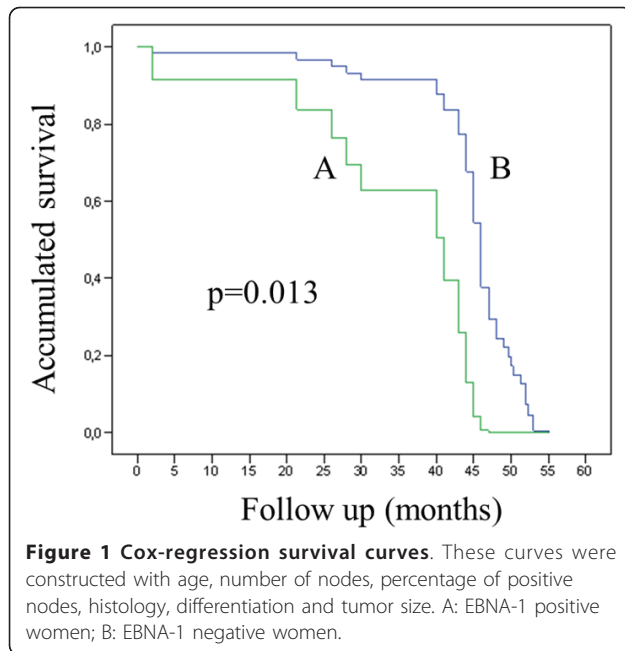 Accumulated survival
1,0
0,8
0,6
0,4
0,2
0,0
A
B
p=0.013
0 5 10 15 20 25 30 35 40 45 50 55 60
Follow up (months)
Figure 1 Cox-regression survival curves. These curves were
constructed with age, number of nodes, percentage of positive
nodes, histology, differentiation and tumor size. A: EBNA-1 positive
women; B: EBNA-1 negative women.